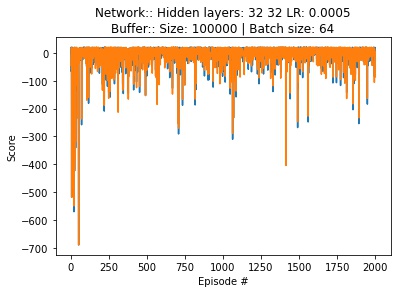 Network:: Hidden layers: 32 32 LR: 0.0005
Buffer:: Size: 100000 | Batch size: 64
0
−100
−200
−300
−400
−500
−600
−700
Score
0 250 500 750 1000 1250 1500 1750 2000
Episode #